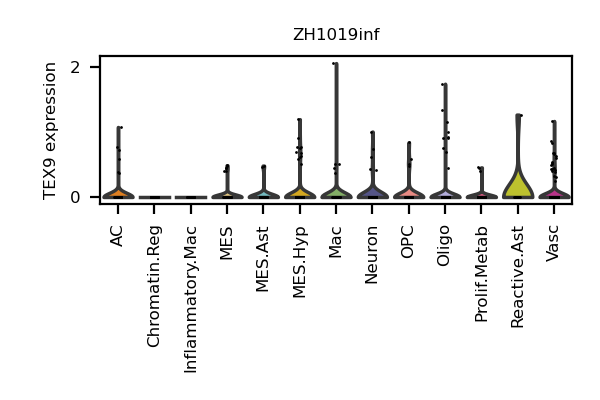 ZH1019inf
TEX9 expression
2
0
AC
Chromatin.Reg
Inflammatory.Mac
MES
MES.Ast
MES.Hyp
Mac
Neuron
OPC
Oligo
Prolif.Metab
Reactive.Ast
Vasc